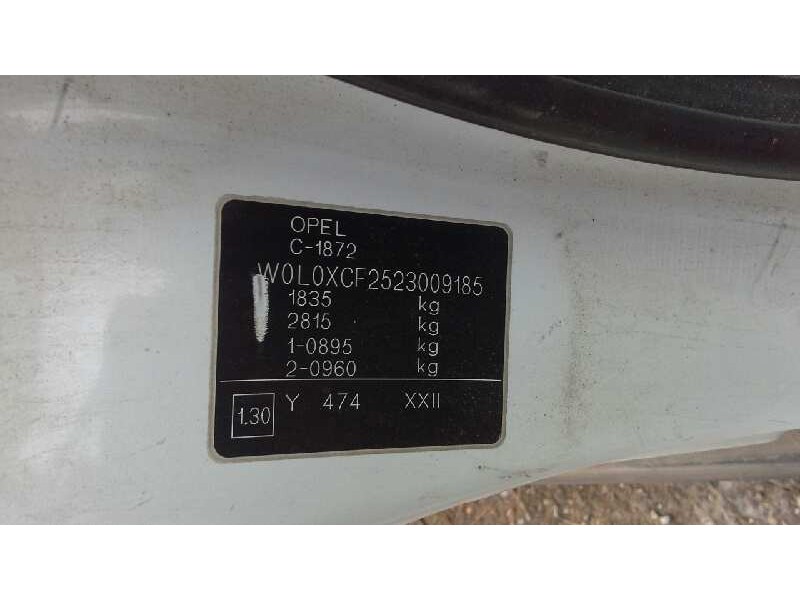 OPEL
C-1872
W0L0XCF2523009185
1835 kg
2815 kg
1-0895 kg
2-0960 kg
1.30 Y 474 XXII